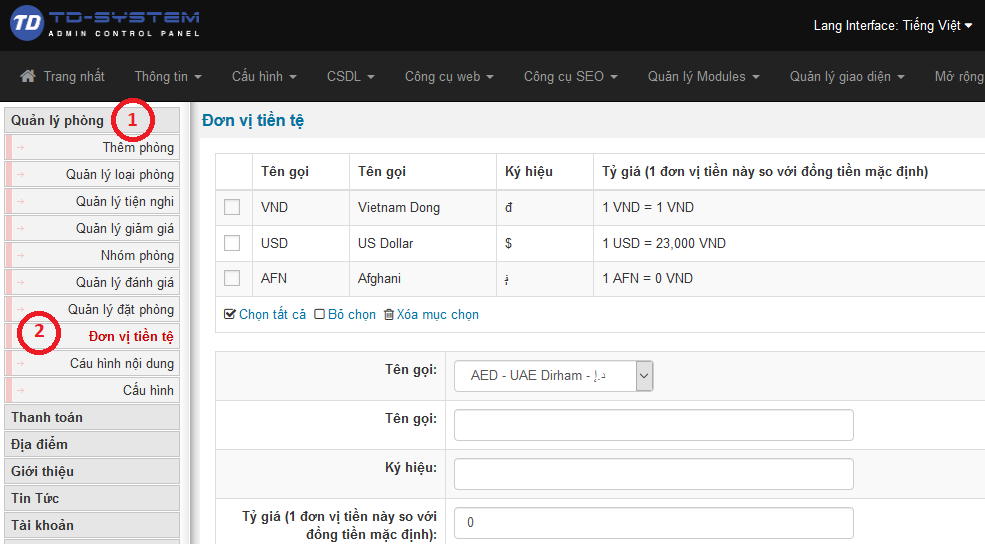 TD TD-SYSTEM
ADMIN CONTROL PANEL
Lang Interface: Tiếng Việt
Trang nhất Thông tin Cấu hình CSDL Công cụ web Công cụ SEO Quản lý Modules Quản lý giao diện Mở rộng
Quản lý phòng 1
Thêm phòng
Quản lý loại phòng
Quản lý tiện nghi
Quản lý giảm giá
Nhóm phòng
Quản lý đánh giá
Quản lý đặt phòng
2 Đơn vị tiền tệ
Cáu hình nội dung
Cấu hình
Thanh toán
Địa điểm
Giới thiệu
Tin Tức
Tài khoản
Đơn vị tiền tệ
Tên gọi Tên gọi Ký hiệu Tỷ giá (1 đơn vị tiền này so với đồng tiền mặc định)
VND Vietnam Dong đ 1 VND = 1 VND
USD US Dollar $ 1 USD = 23,000 VND
AFN Afghani ؋ 1 AFN = 0 VND
Chọn tất cả Bỏ chọn Xóa mục chọn
Tên gọi: AED - UAE Dirham - د.إ
Tên gọi:
Ký hiệu:
Tỷ giá (1 đơn vị tiền này so với
đồng tiền mặc định): 0